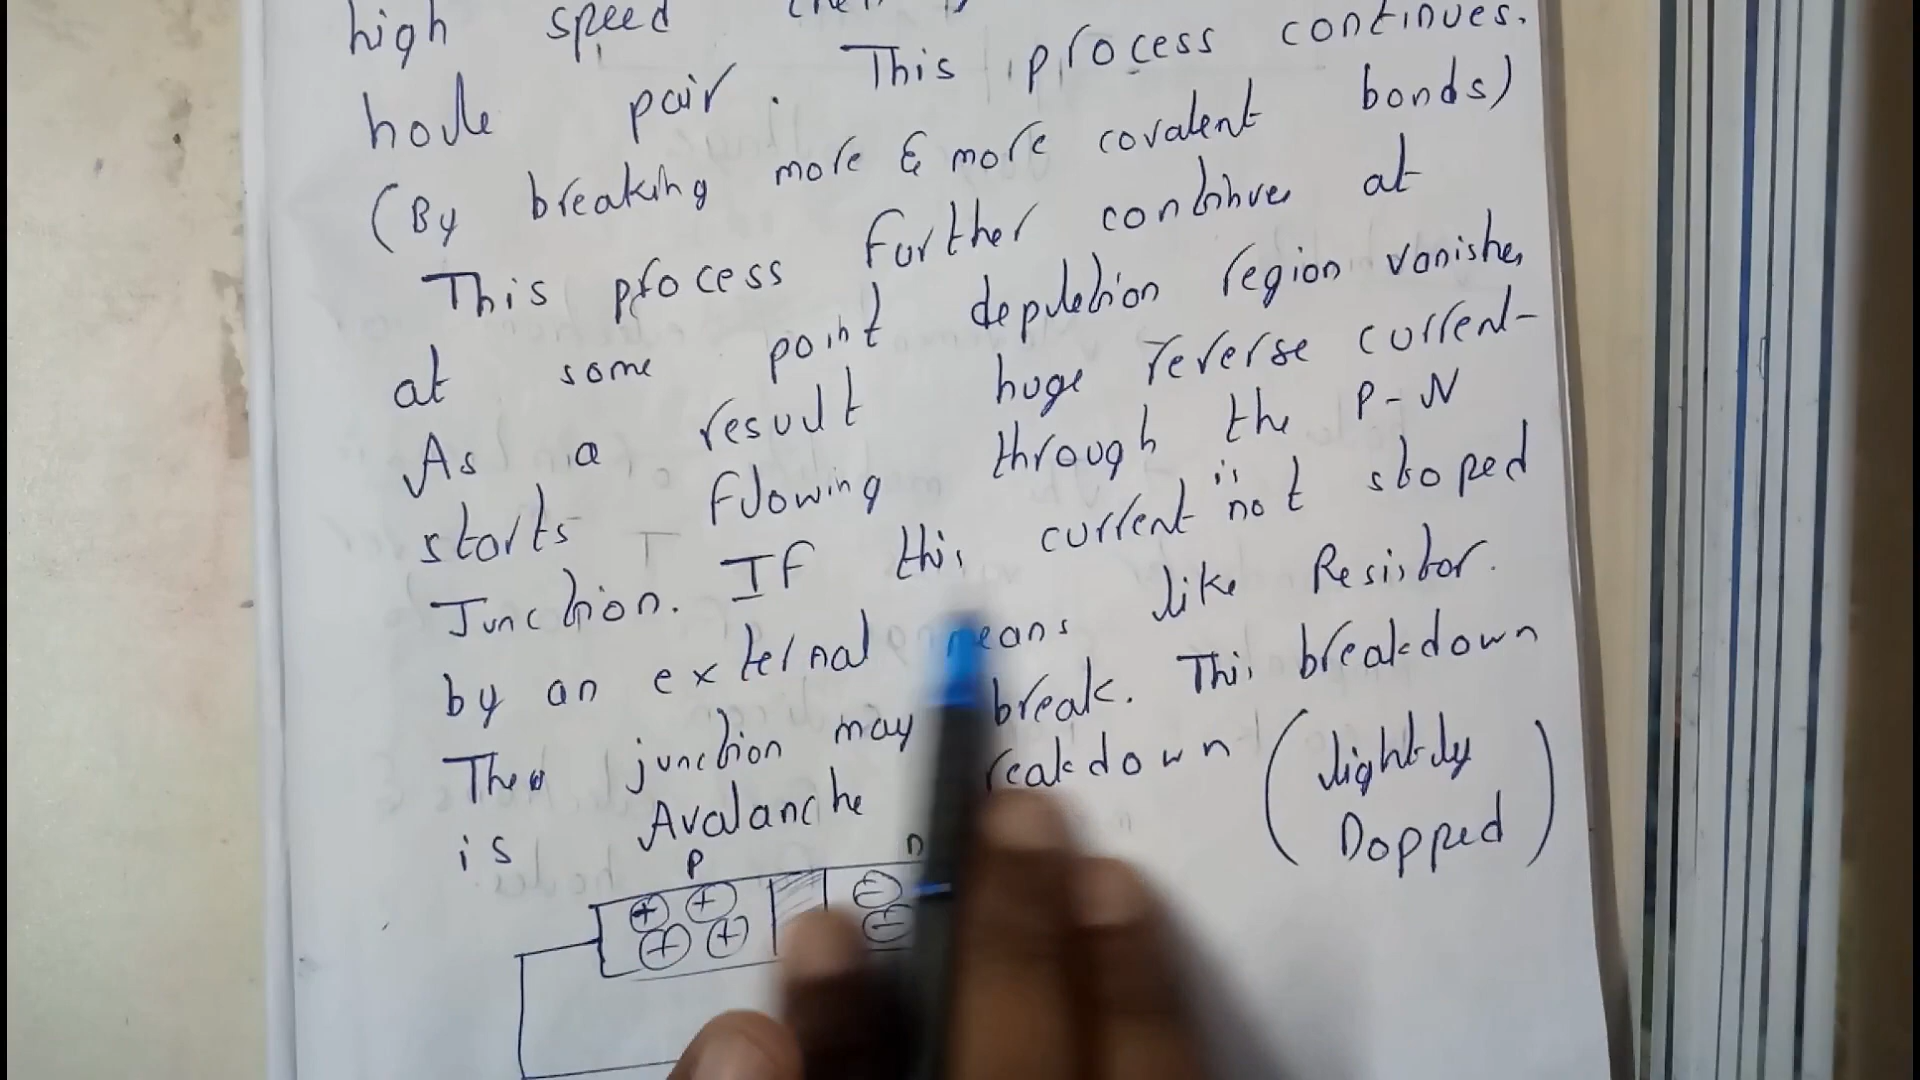 high speed
hole pair. This process continues.
(By breaking more & more covalent bonds)
This process further continues at
at some point depletion region vanishes
As a result huge reverse current
starts flowing through the P-N
Junction. If this current is not stoped
by an external means like Resistor.
The junction may break. This breakdown
is Avalanche reakdown (lightly Dopped)
P n
+ + - + + -